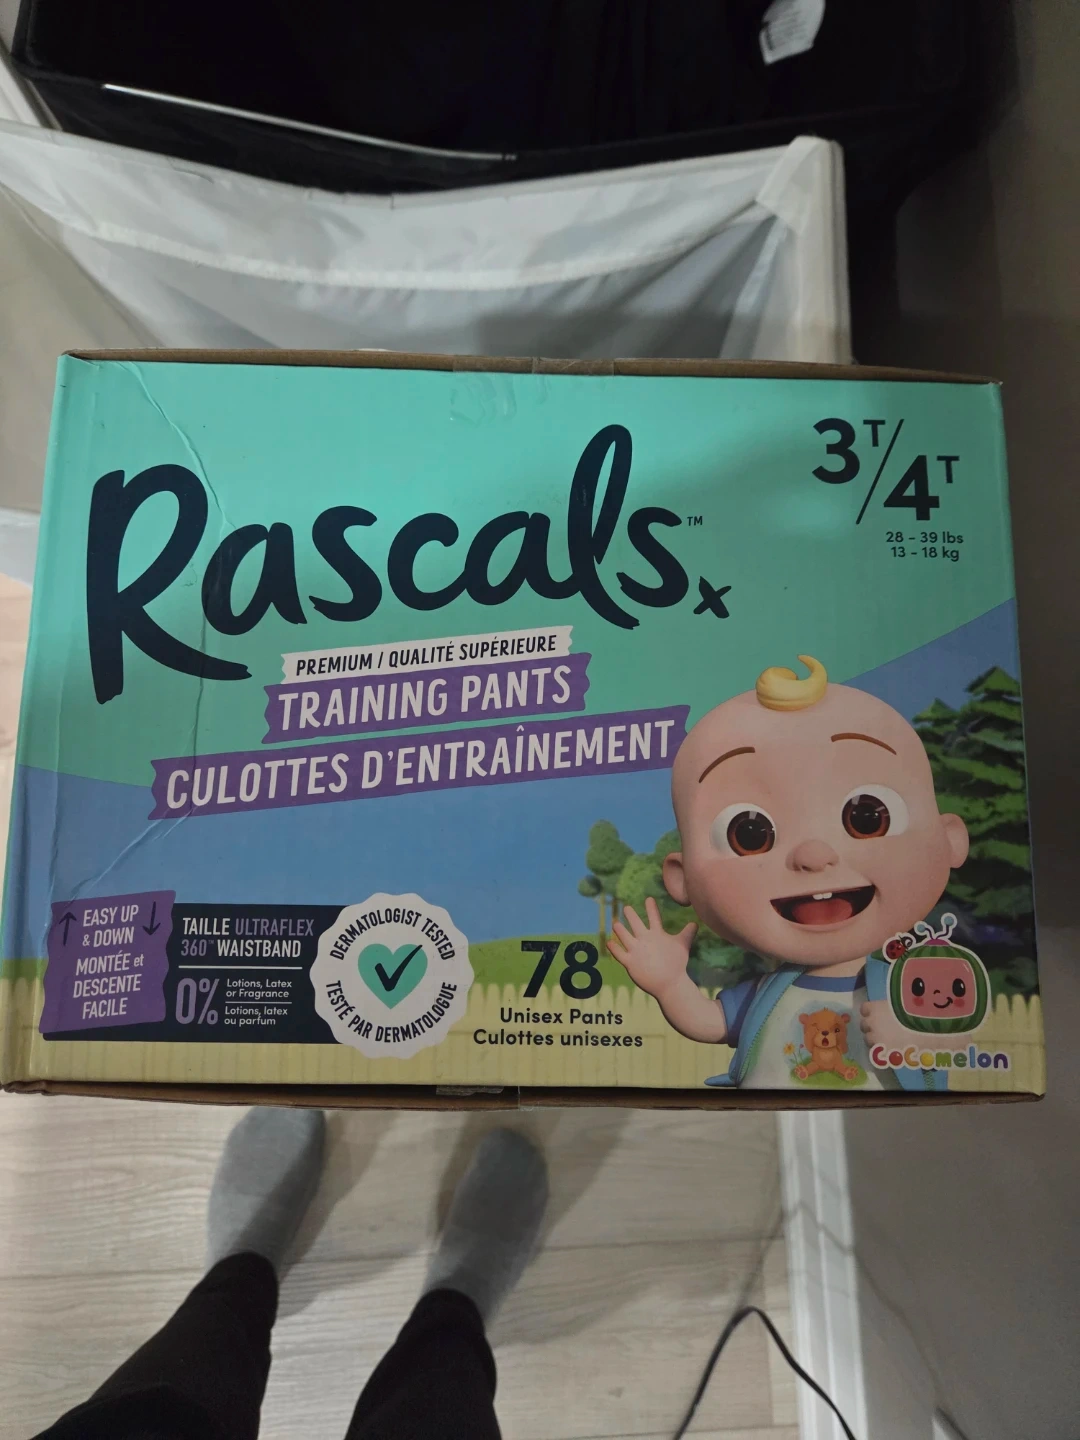 3T/4T
28 - 39 lbs
13 - 18 kg
Rascals™
x
PREMIUM / QUALITÉ SUPÉRIEURE
TRAINING PANTS
CULOTTES D'ENTRAÎNEMENT
EASY UP
& DOWN
MONTÉE et
DESCENTE
FACILE
TAILLE ULTRAFLEX
360™ WAISTBAND
0%
Lotions, Latex
or Fragrance
Lotions, latex
ou parfum
DERMATOLOGIST TESTED
TESTÉ PAR DERMATOLOGUE
78
Unisex Pants
Culottes unisexes
CoComelon